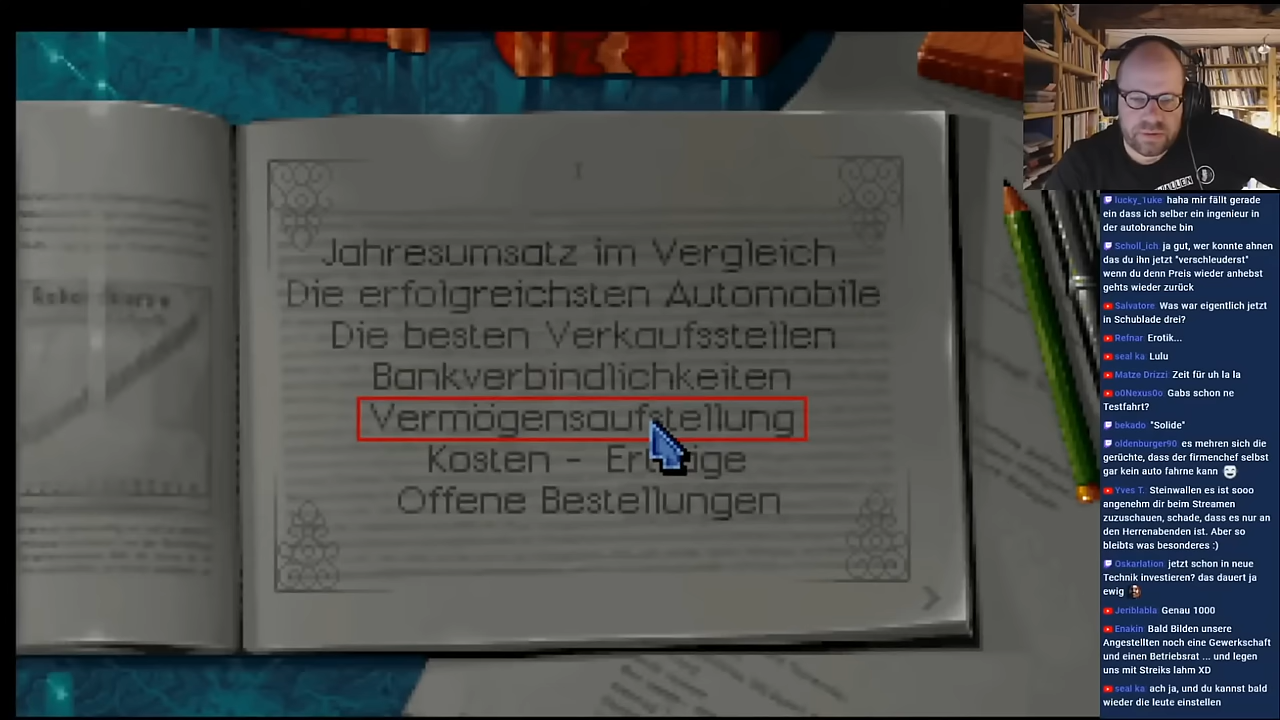 Jahresumsatz im Vergleich
Die erfolgreichsten Automobile
Die besten Verkaufsstellen
Bankverbindlichkeiten
Vermögensaufstellung
Kosten -
Offene Bestellungen
lucky_1uke haha mir fällt gerade
ein dass ich selber ein ingenieur in
der autobranche bin
Scholl_ich ja gut, wer konnte ahnen
das du ihn jetzt "verschleuderst"
wenn du denn Preis wieder anhebst
gehts wieder zurück
Salvatore Was war eigentlich jetzt
in Schublade drei?
Refnar Erotik...
seal ka Lulu
Matze Drizzi Zeit für uh la la
o0Nexus0o Gabs schon ne
Testfahrt?
bekado "Solide"
oldenburger90 es mehren sich die
gerüchte, dass der firmenchef selbst
gar kein auto fahrne kann
Yves T. Steinwallen es ist sooo
angenehm dir beim Streamen
zuzuschauen, schade, dass es nur an
den Herrenabenden ist. Aber so
bleibts was besonderes :)
Oskarlation jetzt schon in neue
Technik investieren? das dauert ja
ewig
Jeriblabla Genau 1000
Enakin Bald Bilden unsere
Angestellten noch eine Gewerkschaft
und einen Betriebsrat ... und legen
uns mit Streiks lahm XD
seal ka ach ja, und du kannst bald
wieder die leute einstellen